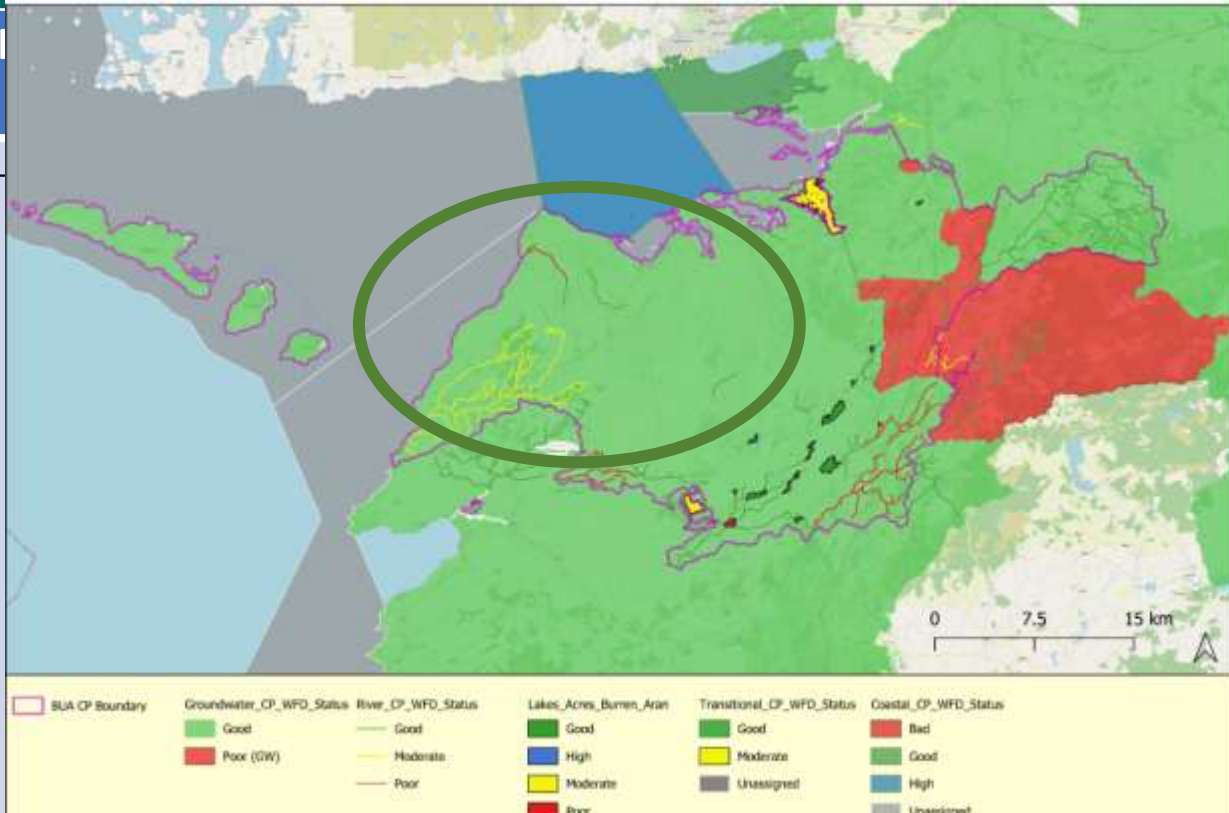 0 7.5 15 km
BUA CP Boundary
Groundwater_CP_WFD_Status
Good
Poor (GW)
River_CP_WFD_Status
Good
Moderate
Poor
Lakes_Acres_Burren_Aran
Good
High
Moderate
Poor
Transitional_CP_WFD_Status
Good
Moderate
Unassigned
Coastal_CP_WFD_Status
Bad
Good
High
Unassigned